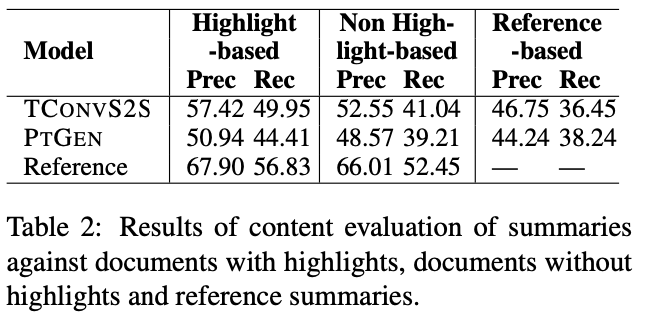 Highlight Non High- Reference
Model -based light-based -based
Prec Rec Prec Rec Prec Rec
TCONVS2S 57.42 49.95 52.55 41.04 46.75 36.45
PTGEN 50.94 44.41 48.57 39.21 44.24 38.24
Reference 67.90 56.83 66.01 52.45 — —
Table 2: Results of content evaluation of summaries
against documents with highlights, documents without
highlights and reference summaries.